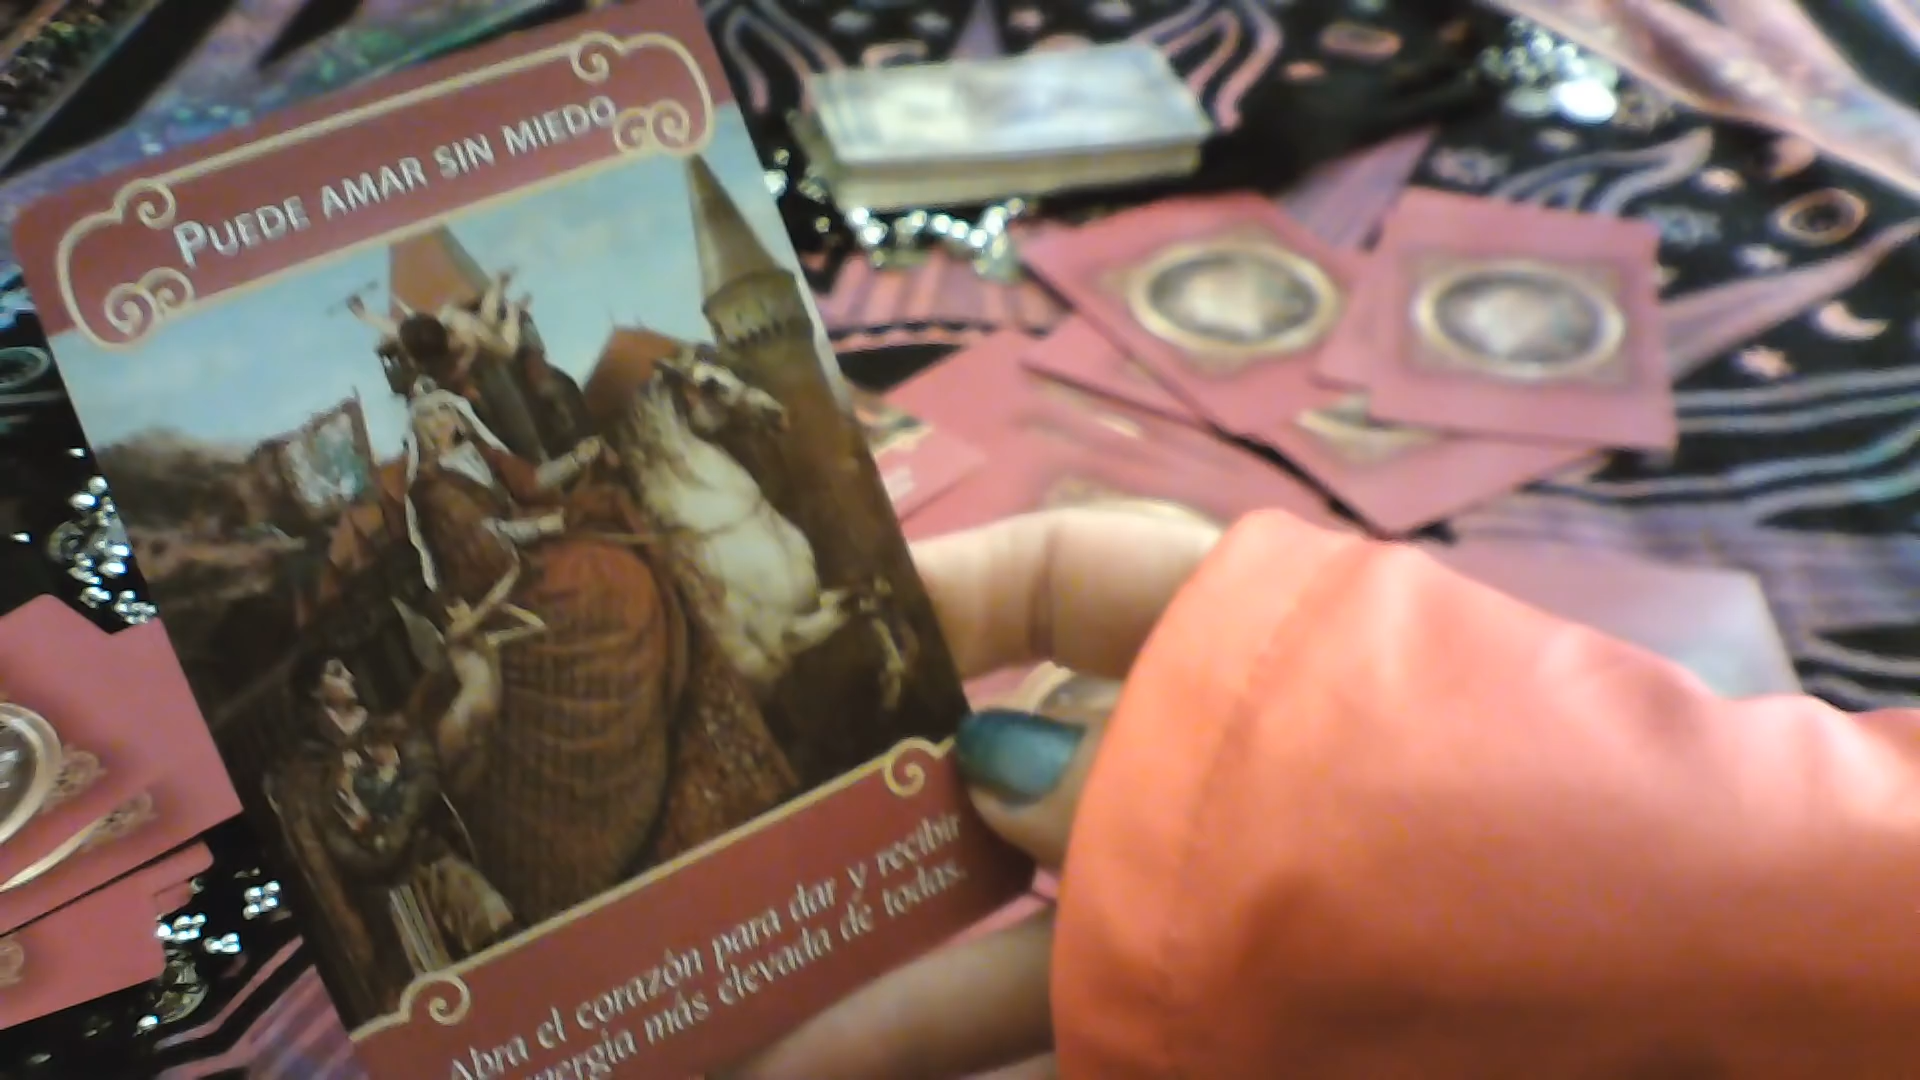 PUEDE AMAR SIN MIEDO
Abra el corazón para dar y recibir
energía más elevada de todas.